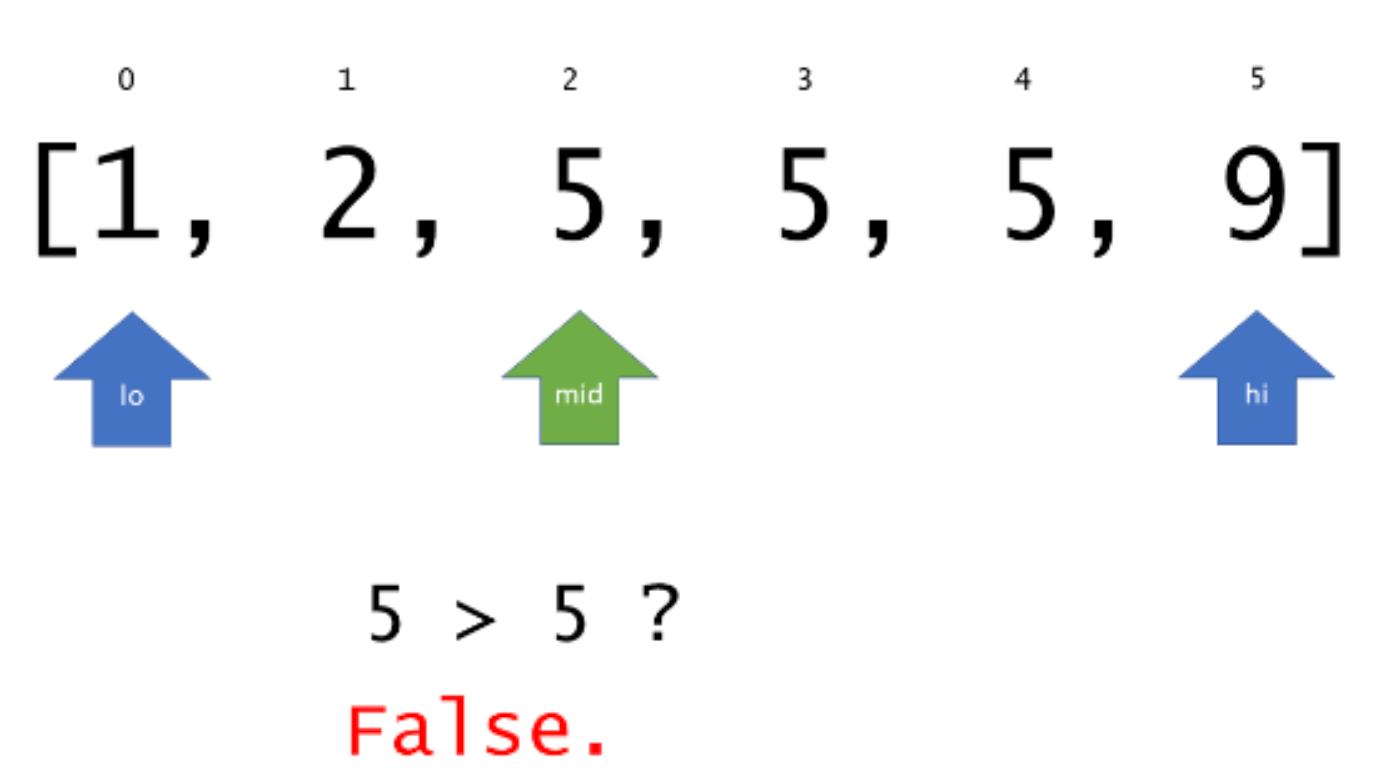 0 1 2 3 4 5
[1, 2, 5, 5, 5, 9]
lo mid hi
5 > 5 ?
False.